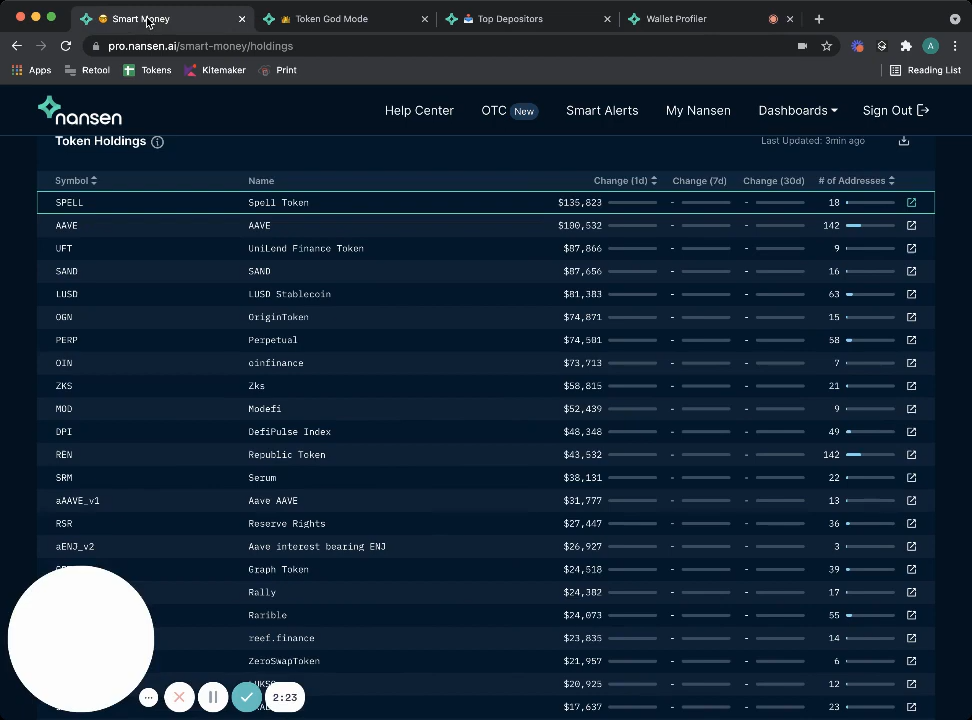 Smart Money
Token God Mode
Top Depositors
Wallet Profiler
pro.nansen.ai/smart-money/holdings
A
Apps Retool Tokens Kitemaker Print Reading List
nansen
Help Center OTC New Smart Alerts My Nansen Dashboards Sign Out
Token Holdings Last Updated: 3min ago
Symbol Name Change (1d) Change (7d) Change (30d) # of Addresses
SPELL Spell Token $135,823 - - 18
AAVE AAVE $100,532 - - 142
UFT UniLend Finance Token $87,866 - - 9
SAND SAND $87,656 - - 16
LUSD LUSD Stablecoin $81,383 - - 63
OGN OriginToken $74,871 - - 15
PERP Perpetual $74,501 - - 58
OIN oinfinance $73,713 - - 7
ZKS Zks $58,815 - - 21
MOD Modefi $52,439 - - 9
DPI DefiPulse Index $48,348 - - 49
REN Republic Token $43,532 - - 142
SRM Serum $38,131 - - 22
aAAVE_v1 Aave AAVE $31,777 - - 13
RSR Reserve Rights $27,447 - - 36
aENJ_v2 Aave interest bearing ENJ $26,927 - - 3
Graph Token $24,518 - - 39
Rally $24,382 - - 17
Rarible $24,073 - - 55
reef.finance $23,835 - - 14
ZeroSwapToken $21,957 - - 6
$20,925 - - 12
$17,637 - - 23
2:23